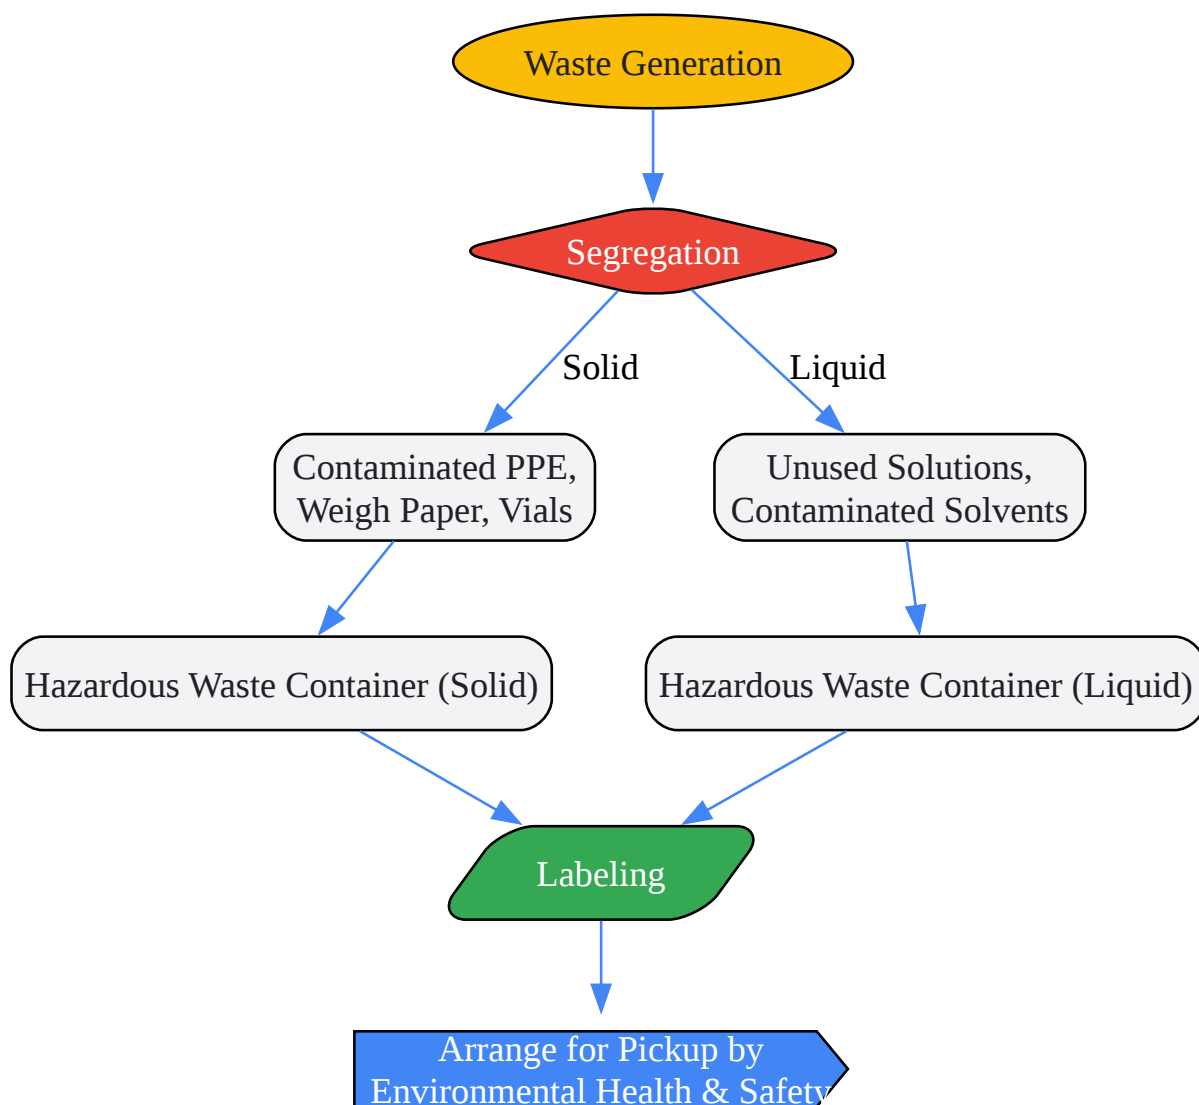 Waste Generation
Segregation
Solid
Liquid
Contaminated PPE,
Weigh Paper, Vials
Unused Solutions,
Contaminated Solvents
Hazardous Waste Container (Solid)
Hazardous Waste Container (Liquid)
Labeling
Arrange for Pickup by
Environmental Health & Safety